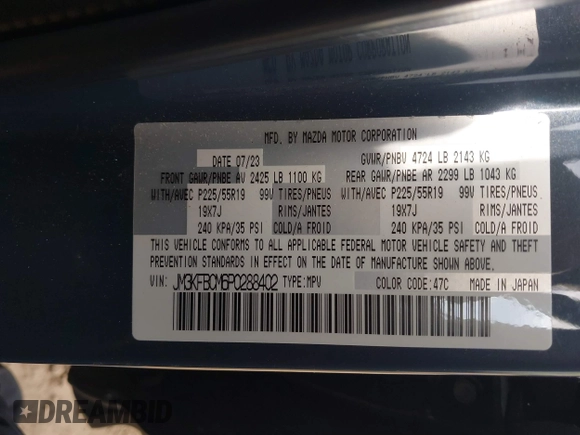 MFD. BY MAZDA MOTOR CORPORATION
DATE 07/23 GVWR/PNBV 4724 LB 2143 KG
FRONT GAWR/PNBE AV 2425 LB 1100 KG REAR GAWR/PNBE AR 2299 LB 1043 KG
WITH/AVEC P225/55R19 99V TIRES/PNEUS WITH/AVEC P225/55R19 99V TIRES/PNEUS
19X7J RIMS/JANTES 19X7J RIMS/JANTES
240 KPA/35 PSI COLD/A FROID 240 KPA/35 PSI COLD/A FROID
THIS VEHICLE CONFORMS TO ALL APPLICABLE FEDERAL MOTOR VEHICLE SAFETY AND THEFT
PREVENTION STANDARDS IN EFFECT ON THE DATE OF MANUFACTURE SHOWN ABOVE.
VIN: JM3KFBCM6P0288402 TYPE:MPV COLOR CODE:47C MADE IN JAPAN
DREAMBID